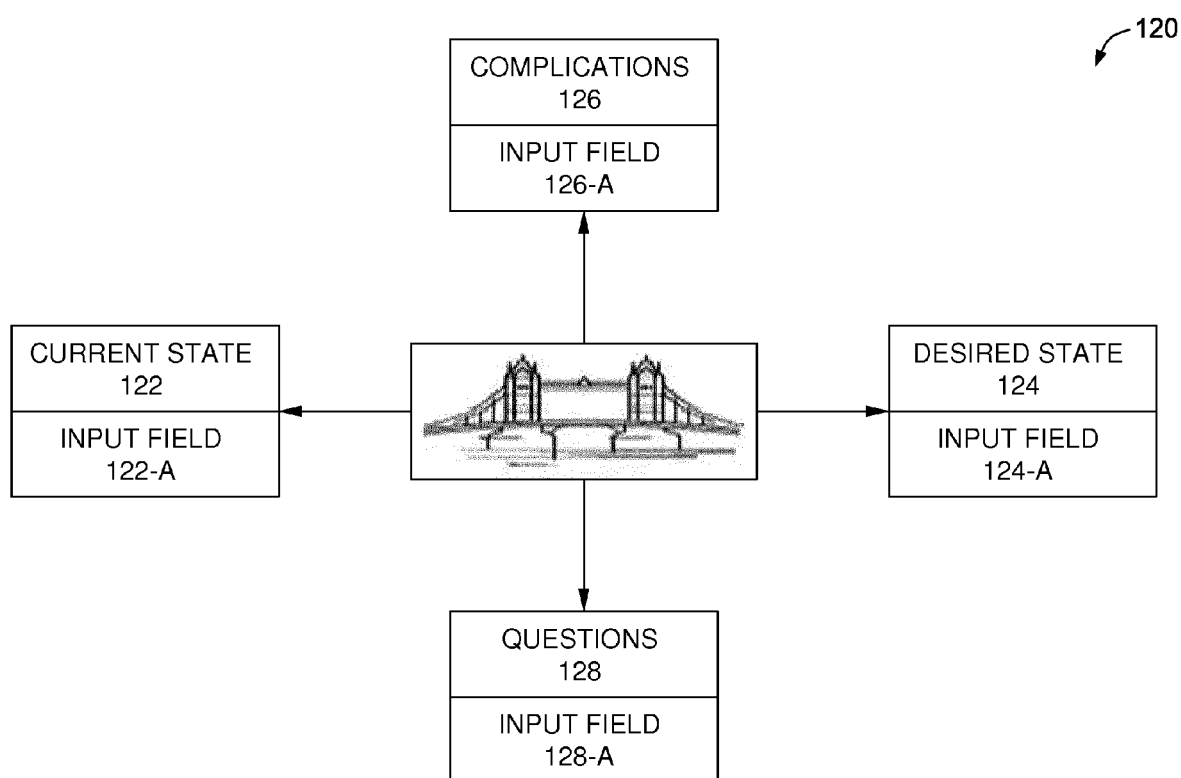 120
COMPLICATIONS
126
INPUT FIELD
126-A
CURRENT STATE
122
INPUT FIELD
122-A
DESIRED STATE
124
INPUT FIELD
124-A
QUESTIONS
128
INPUT FIELD
128-A